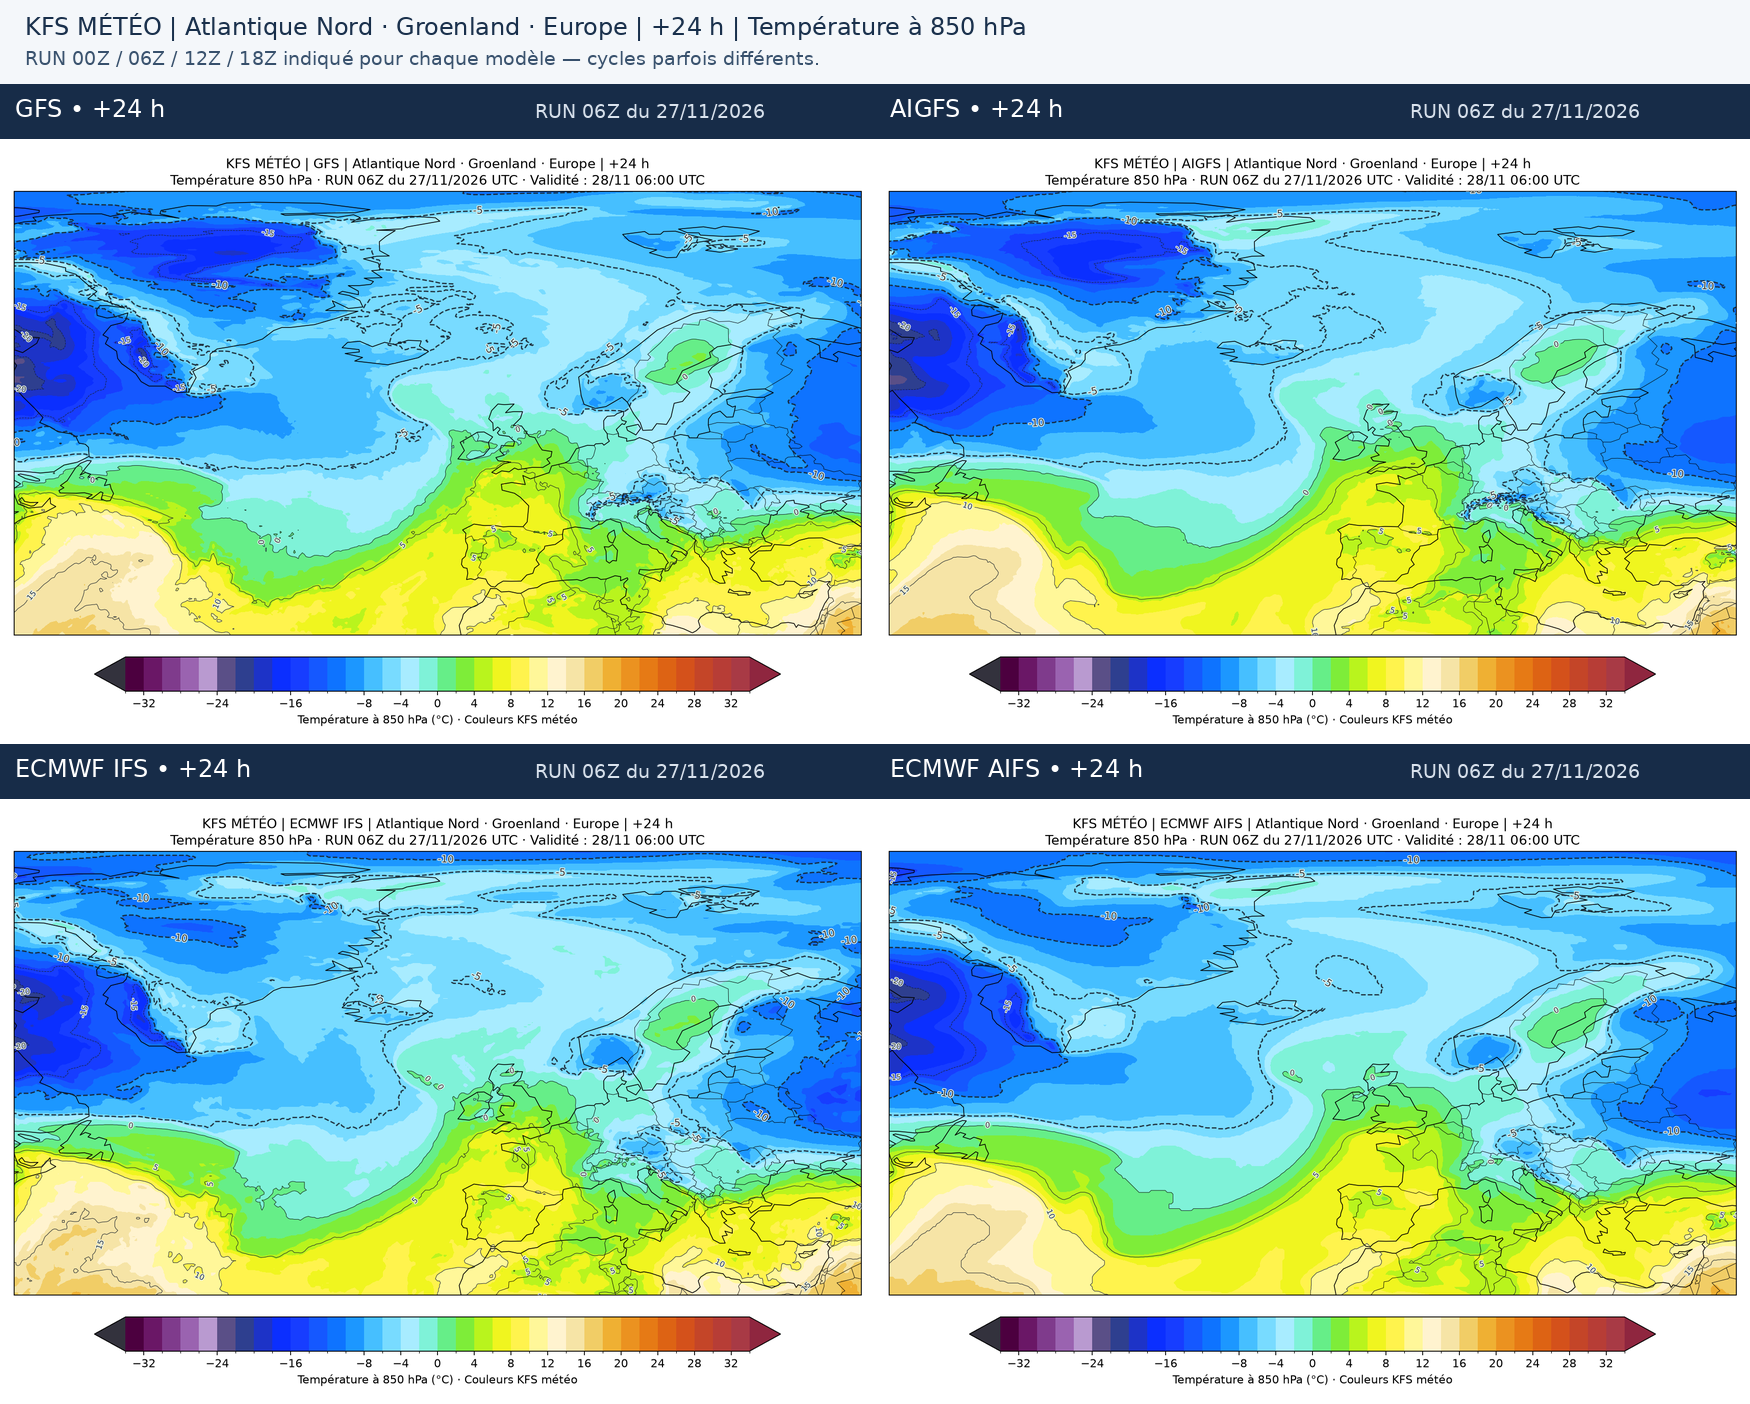 KFS MÉTÉO | Atlantique Nord · Groenland · Europe | +24 h | Température à 850 hPa
RUN 00Z / 06Z / 12Z / 18Z indiqué pour chaque modèle — cycles parfois différents.
GFS • +24 h
RUN 06Z du 27/11/2026
AIGFS • +24 h
RUN 06Z du 27/11/2026
KFS MÉTÉO | GFS | Atlantique Nord · Groenland · Europe | +24 h
Température 850 hPa · RUN 06Z du 27/11/2026 UTC · Validité : 28/11 06:00 UTC
KFS MÉTÉO | AIGFS | Atlantique Nord · Groenland · Europe | +24 h
Température 850 hPa · RUN 06Z du 27/11/2026 UTC · Validité : 28/11 06:00 UTC
−32 −24 −16 −8 −4 0 4 8 12 16 20 24 28 32
Température à 850 hPa (°C) · Couleurs KFS météo
−32 −24 −16 −8 −4 0 4 8 12 16 20 24 28 32
Température à 850 hPa (°C) · Couleurs KFS météo
ECMWF IFS • +24 h
RUN 06Z du 27/11/2026
ECMWF AIFS • +24 h
RUN 06Z du 27/11/2026
KFS MÉTÉO | ECMWF IFS | Atlantique Nord · Groenland · Europe | +24 h
Température 850 hPa · RUN 06Z du 27/11/2026 UTC · Validité : 28/11 06:00 UTC
KFS MÉTÉO | ECMWF AIFS | Atlantique Nord · Groenland · Europe | +24 h
Température 850 hPa · RUN 06Z du 27/11/2026 UTC · Validité : 28/11 06:00 UTC
−32 −24 −16 −8 −4 0 4 8 12 16 20 24 28 32
Température à 850 hPa (°C) · Couleurs KFS météo
−32 −24 −16 −8 −4 0 4 8 12 16 20 24 28 32
Température à 850 hPa (°C) · Couleurs KFS météo